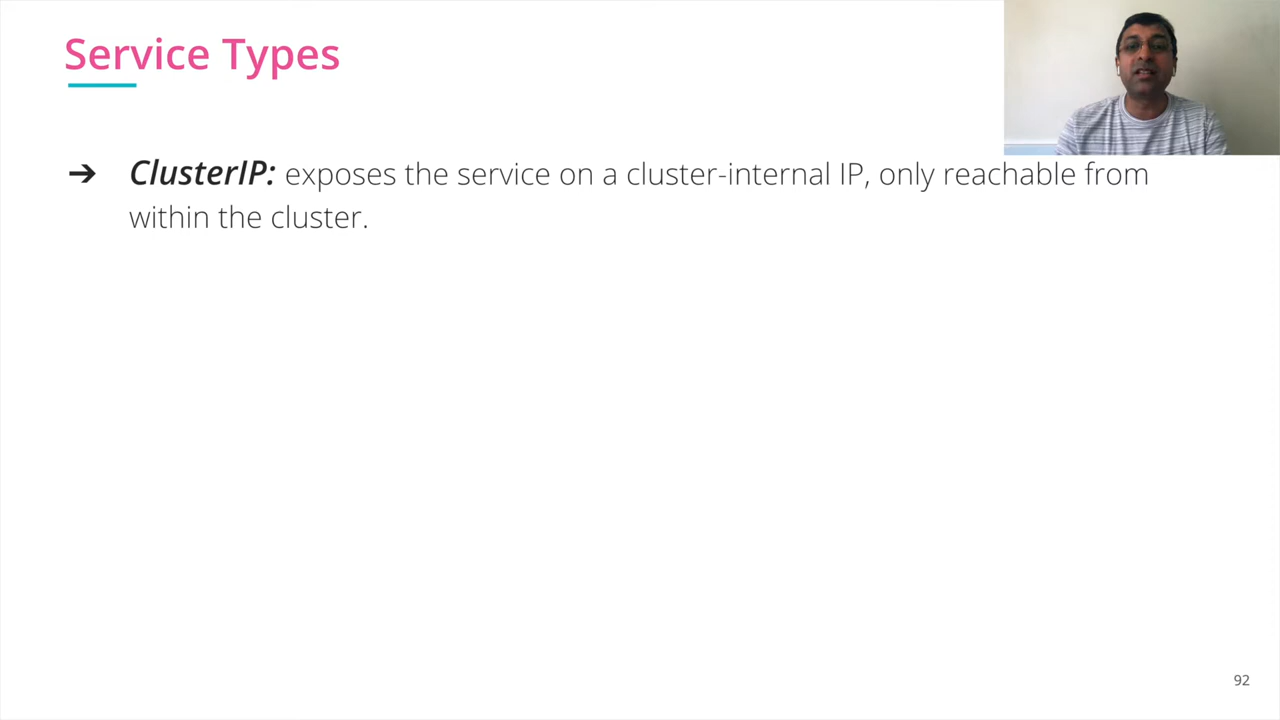 Service Types
➔ ClusterIP: exposes the service on a cluster-internal IP, only reachable from
within the cluster.
92